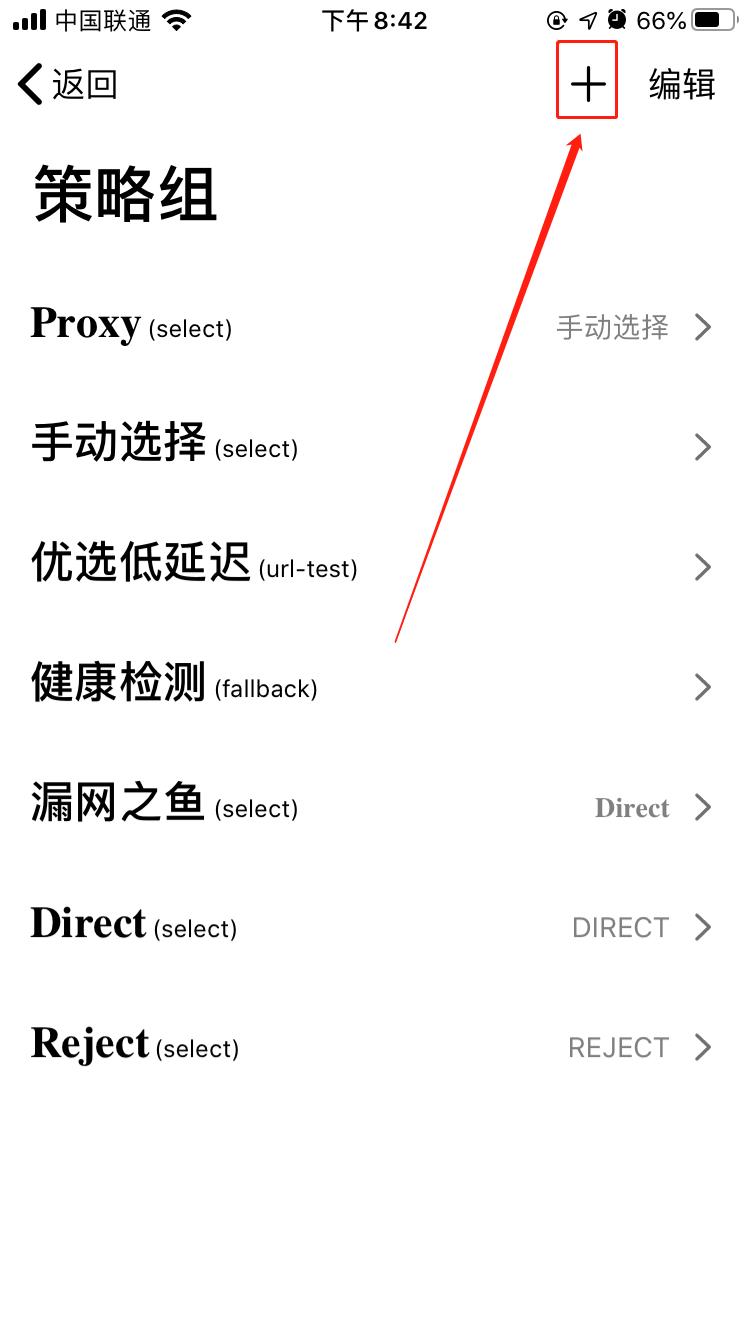 中国联通 下午8:42 66%
返回 编辑
策略组
Proxy (select) 手动选择
手动选择 (select)
优选低延迟 (url-test)
健康检测 (fallback)
漏网之鱼 (select) Direct
Direct (select) DIRECT
Reject (select) REJECT